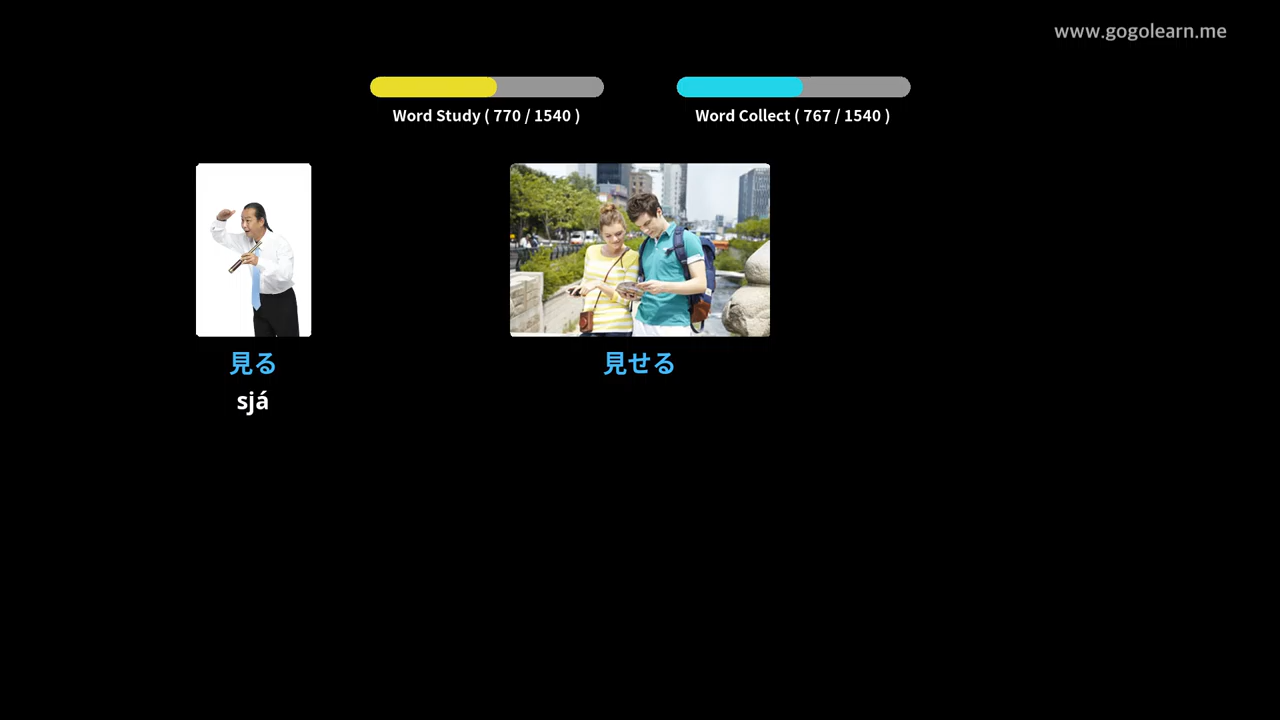 www.gogolearn.me
Word Study ( 770 / 1540 )
Word Collect ( 767 / 1540 )
見る
見せる
sjá